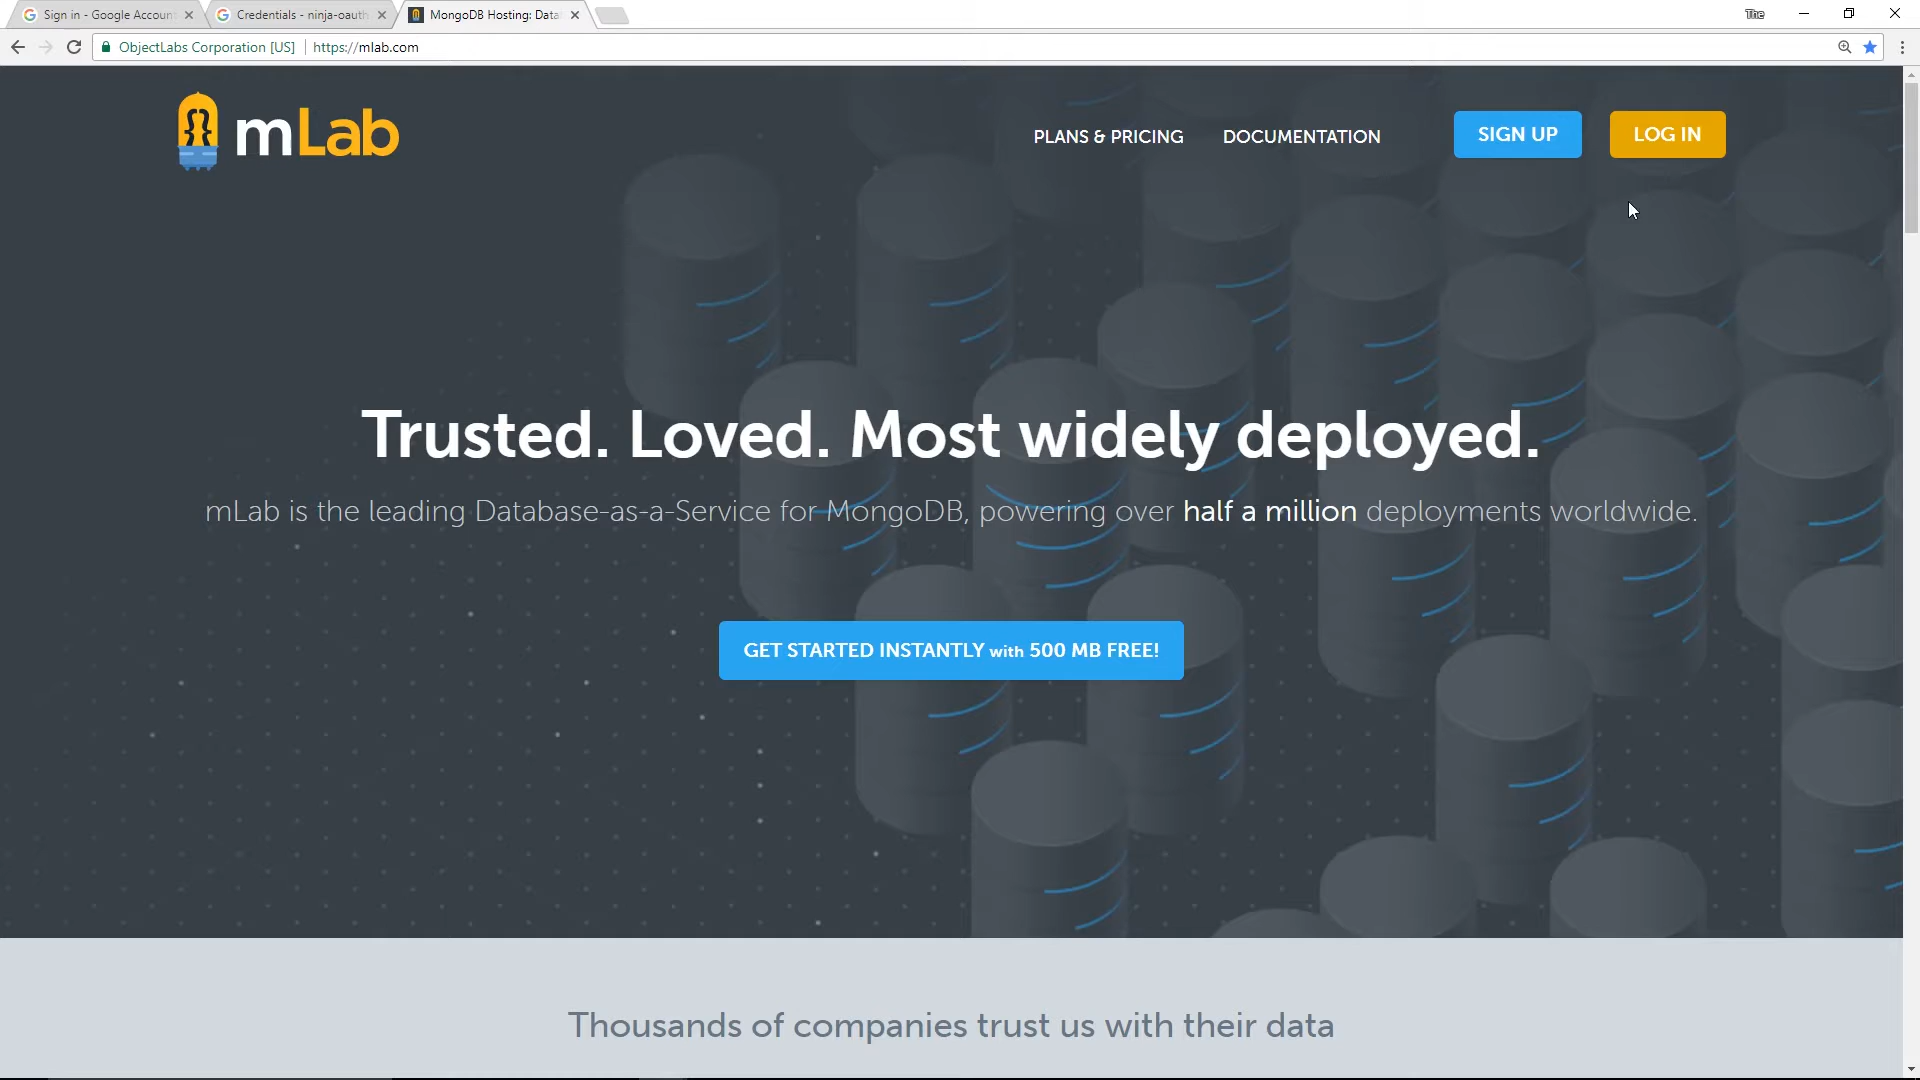 Sign in - Google Account
Credentials - ninja-oauth
MongoDB Hosting: Data
The
ObjectLabs Corporation [US]
https://mlab.com
mLab
PLANS & PRICING
DOCUMENTATION
SIGN UP
LOG IN
Trusted. Loved. Most widely deployed.
mLab is the leading Database-as-a-Service for MongoDB, powering over half a million deployments worldwide.
GET STARTED INSTANTLY with 500 MB FREE!
Thousands of companies trust us with their data